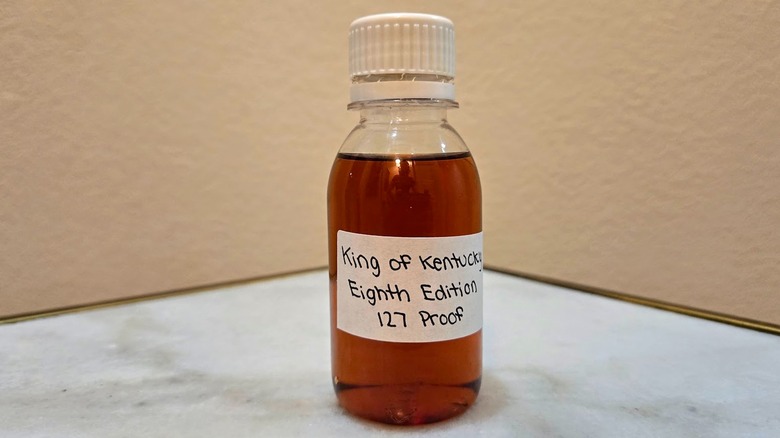 King of Kentucky
Eighth Edition
127 Proof